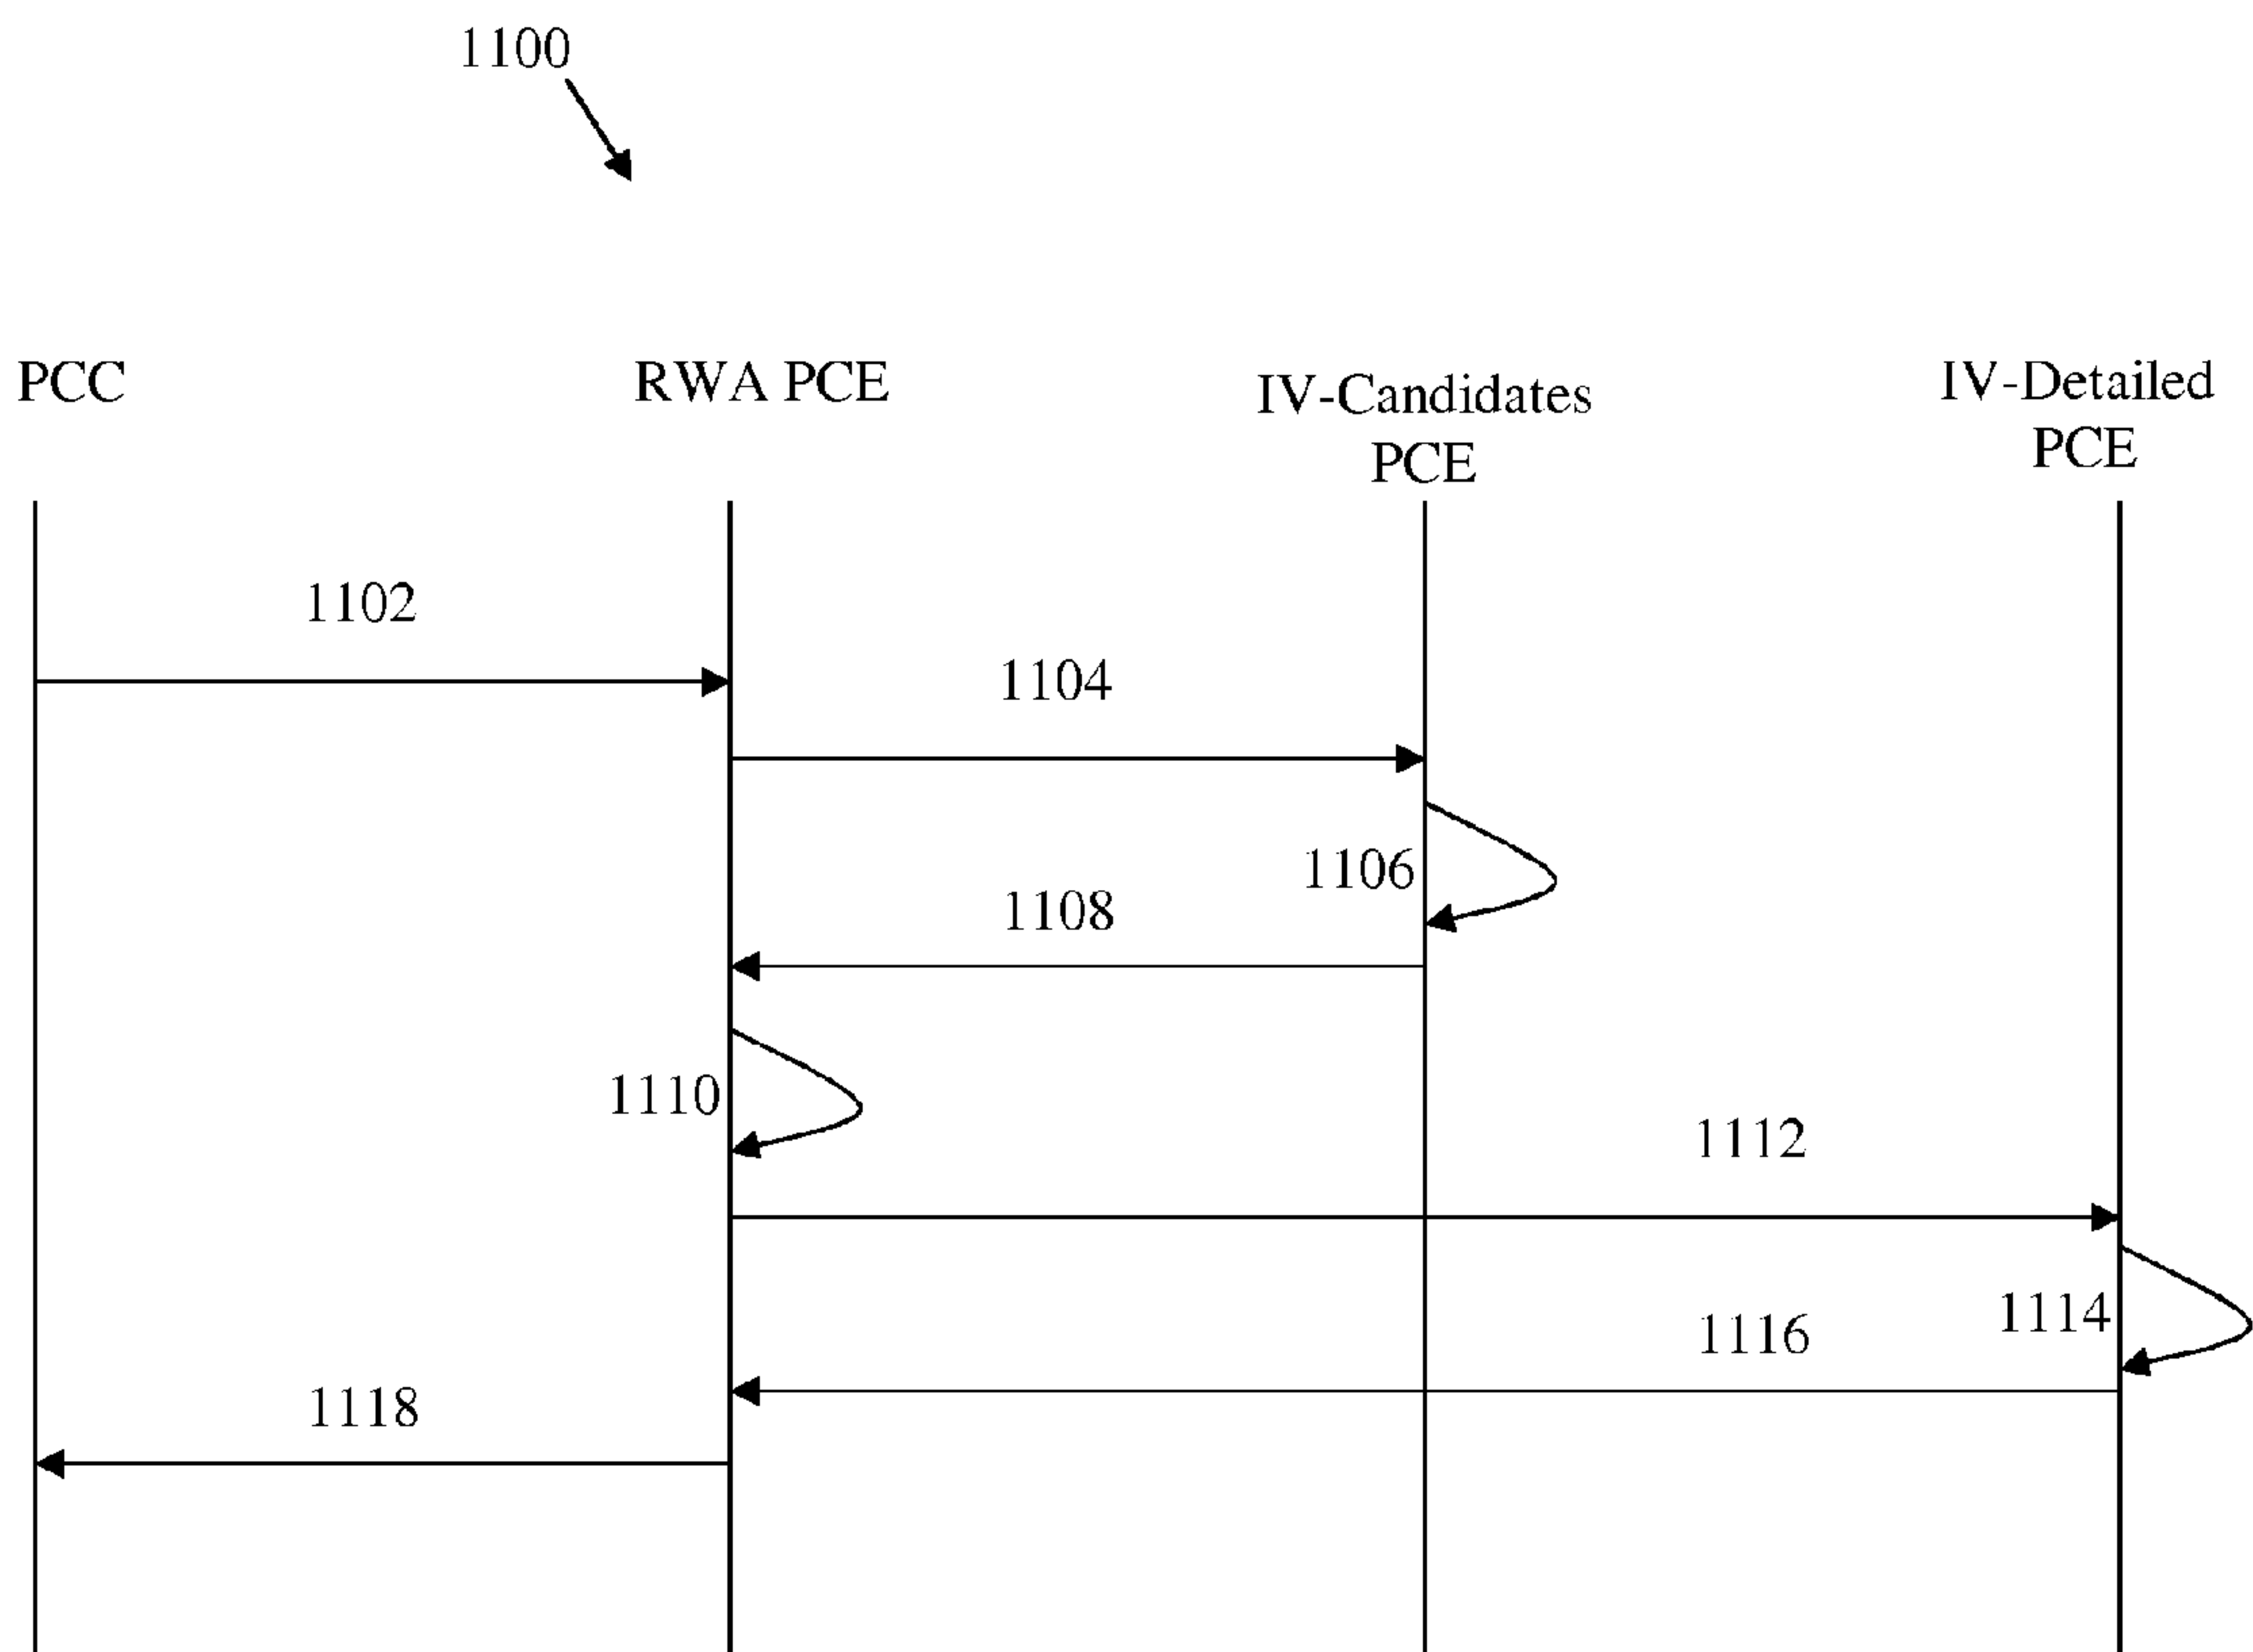 1100
PCC
RWA PCE
IV-Candidates
PCE
IV-Detailed
PCE
1102
1104
1106
1108
1110
1112
1114
1116
1118